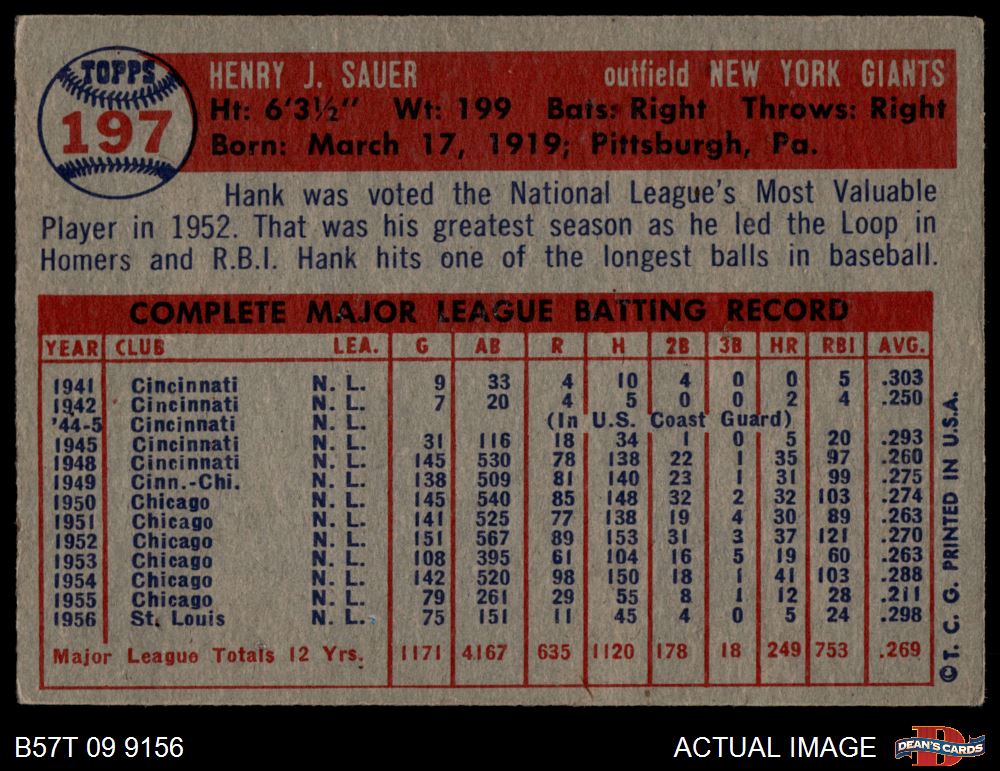 TOPPS
197
HENRY J. SAUER outfield NEW YORK GIANTS
Ht: 6'3½" Wt: 199 Bats: Right Throws: Right
Born: March 17, 1919; Pittsburgh, Pa.
Hank was voted the National League's Most Valuable
Player in 1952. That was his greatest season as he led the Loop in
Homers and R.B.I. Hank hits one of the longest balls in baseball.
COMPLETE MAJOR LEAGUE BATTING RECORD
YEAR CLUB LEA. G AB R H 2B 3B HR RBI AVG.
1941 Cincinnati N. L. 9 33 4 10 4 0 0 5 .303
1942 Cincinnati N. L. 7 20 4 5 0 0 2 4 .250
'44-5 Cincinnati N. L. (In U.S. Coast Guard)
1945 Cincinnati N. L. 31 116 18 34 1 0 5 20 .293
1948 Cincinnati N. L. 145 530 78 138 22 1 35 97 .260
1949 Cinn.-Chi. N. L. 138 509 81 140 23 1 31 99 .275
1950 Chicago N. L. 145 540 85 148 32 2 32 103 .274
1951 Chicago N. L. 141 525 77 138 19 4 30 89 .263
1952 Chicago N. L. 151 567 89 153 31 3 37 121 .270
1953 Chicago N. L. 108 395 61 104 16 5 19 60 .263
1954 Chicago N. L. 142 520 98 150 18 1 41 103 .288
1955 Chicago N. L. 79 261 29 55 8 1 12 28 .211
1956 St. Louis N. L. 75 151 11 45 4 0 5 24 .298
Major League Totals 12 Yrs. 1171 4167 635 1120 178 18 249 753 .269
©T. C. G. PRINTED IN U.S.A.
B57T 09 9156 ACTUAL IMAGE DEAN'S CARDS